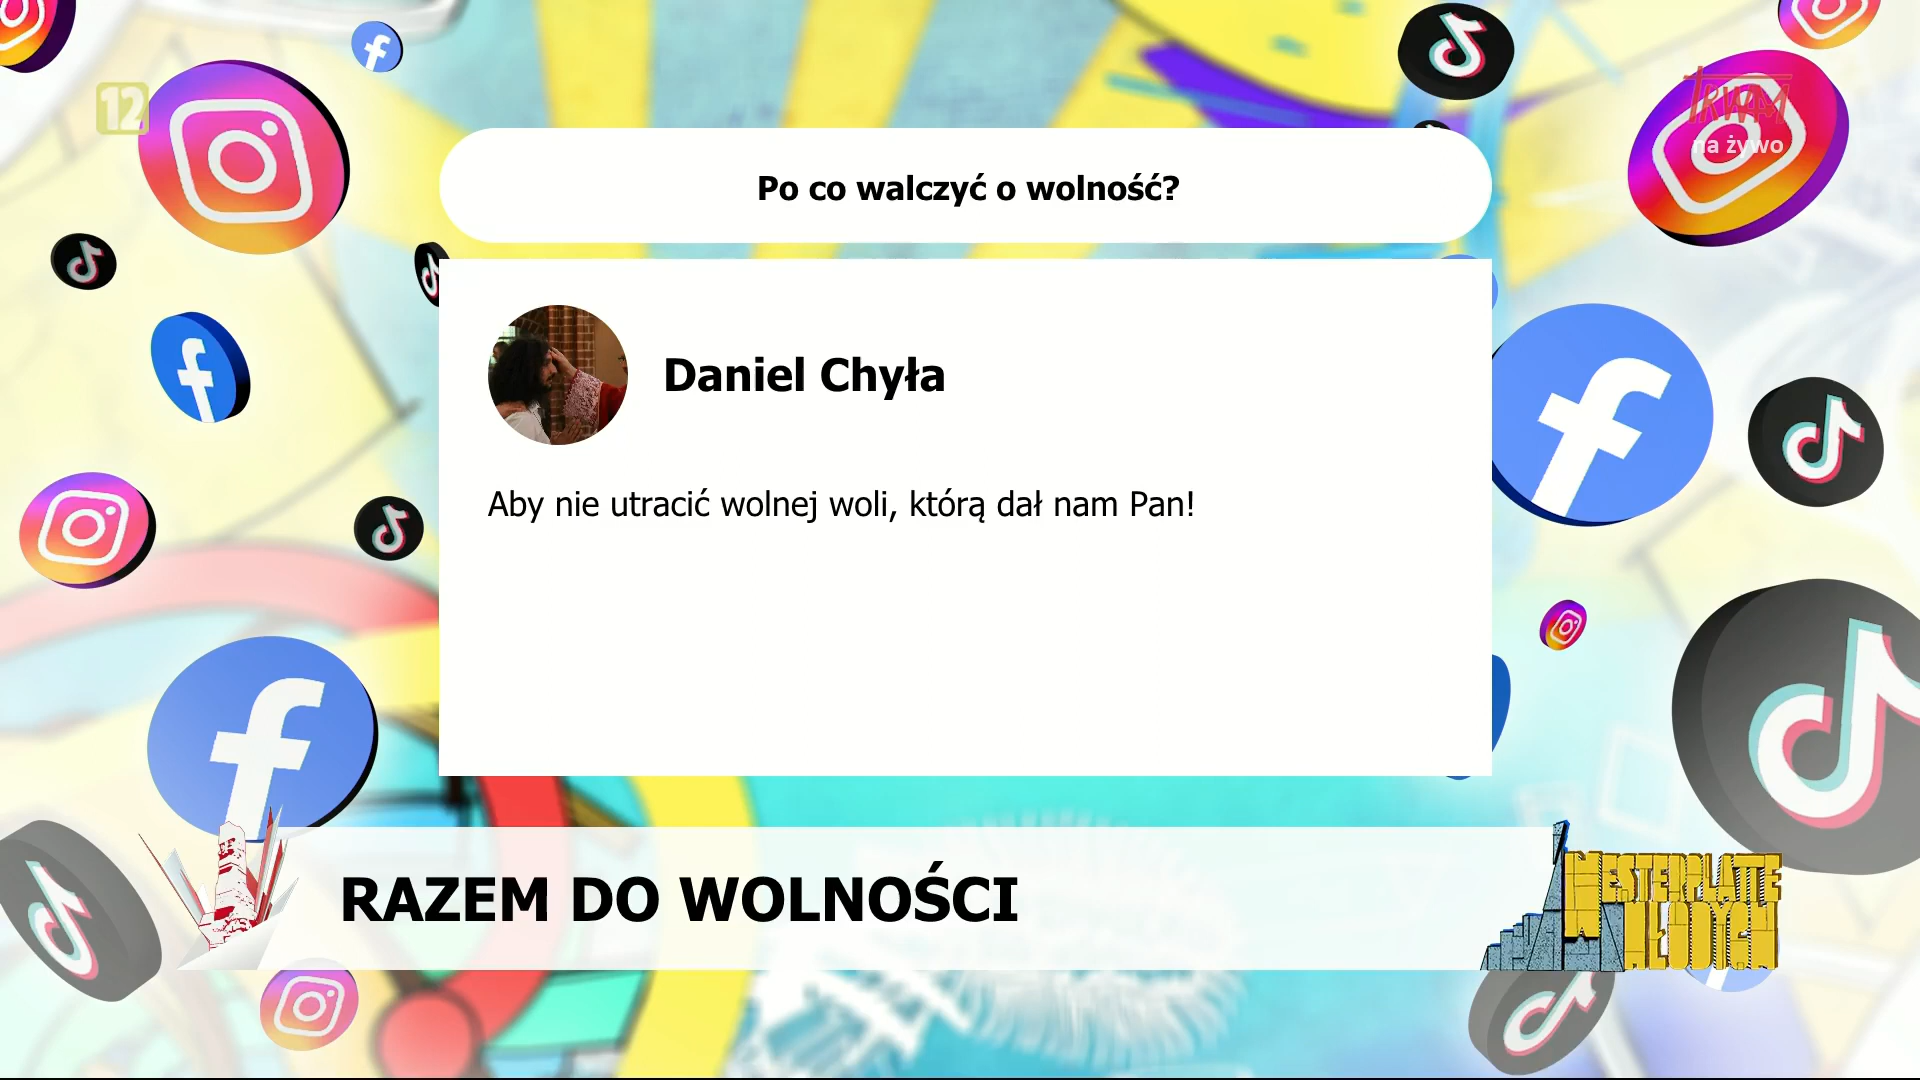 12
TRWAM
na żywo
Po co walczyć o wolność?
Daniel Chyła
Aby nie utracić wolnej woli, którą dał nam Pan!
RAZEM DO WOLNOŚCI
WESTERPLATTE
MŁODYCH